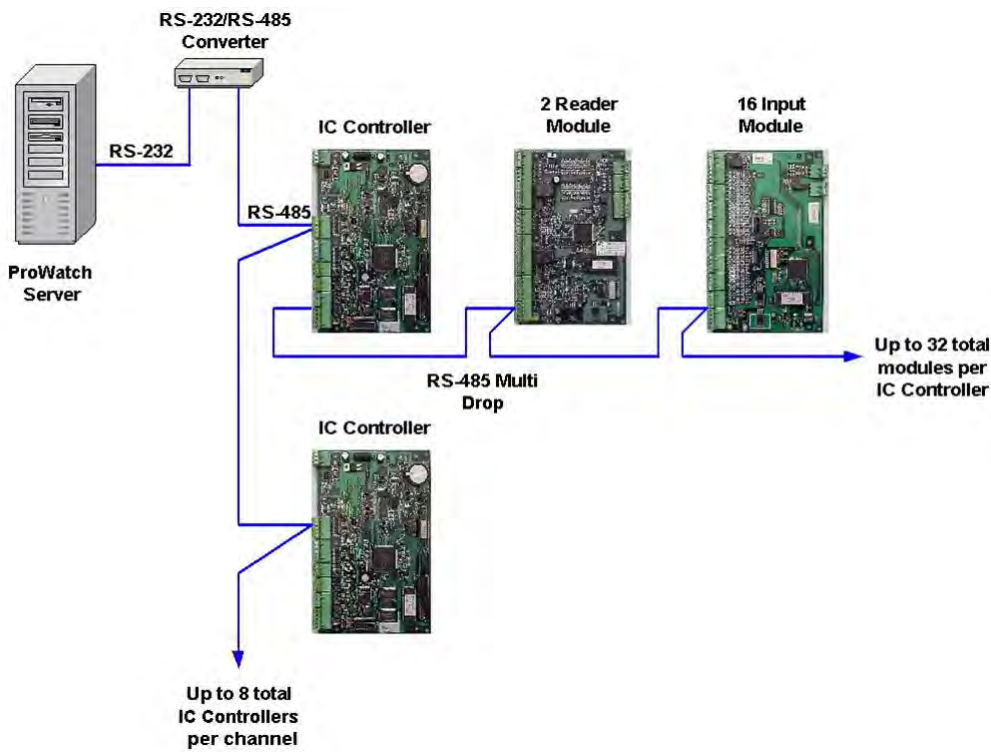 RS-232/RS-485
Converter
RS-232
ProWatch
Server
RS-485
IC Controller
2 Reader
Module
16 Input
Module
RS-485 Multi
Drop
Up to 32 total
modules per
IC Controller
IC Controller
Up to 8 total
IC Controllers
per channel